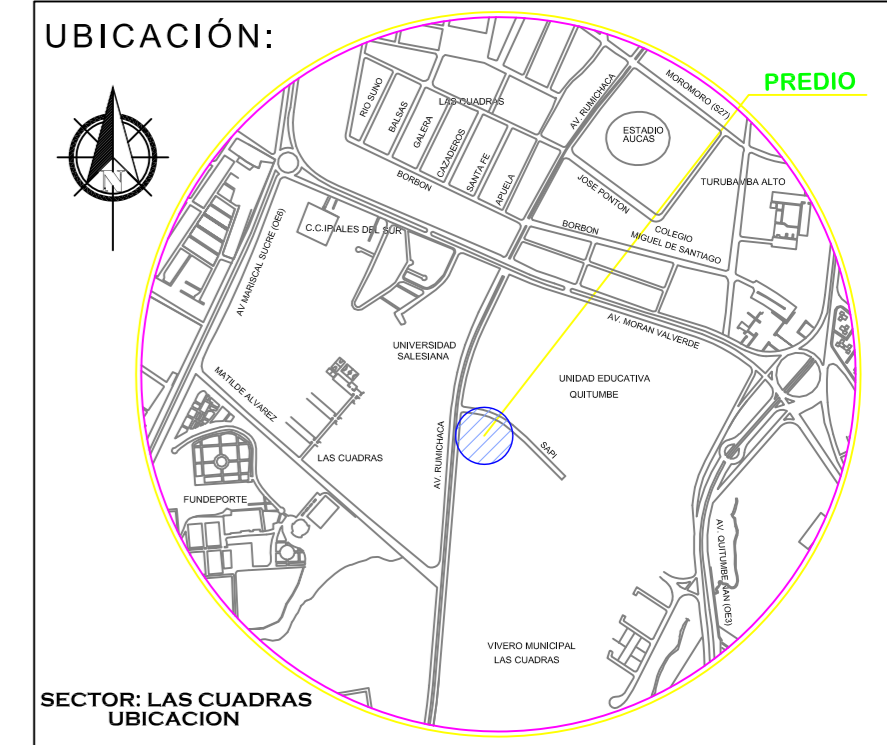 UBICACIÓN:
PREDIO
MOROMORO (S27)
RIO SUNO
BALSAS
GALERA
CAZADEROS
SANTA FE
APUELA
LAS CUADRAS
AV. RUMICHACA
ESTADIO
AUCAS
JOSE PONTON
TURUBAMBA ALTO
BORBON
BORBON
COLEGIO
MIGUEL DE SANTIAGO
C.C.IPIALES DEL SUR
AV MARISCAL SUCRE (OE6)
N
AV. MORAN VALVERDE
UNIVERSIDAD
SALESIANA
UNIDAD EDUCATIVA
QUITUMBE
MATILDE ALVAREZ
LAS CUADRAS
AV. RUMICHACA
SAPI
FUNDEPORTE
AV. QUITUMBE ÑAN (OE3)
VIVERO MUNICIPAL
LAS CUADRAS
SECTOR: LAS CUADRAS
UBICACION